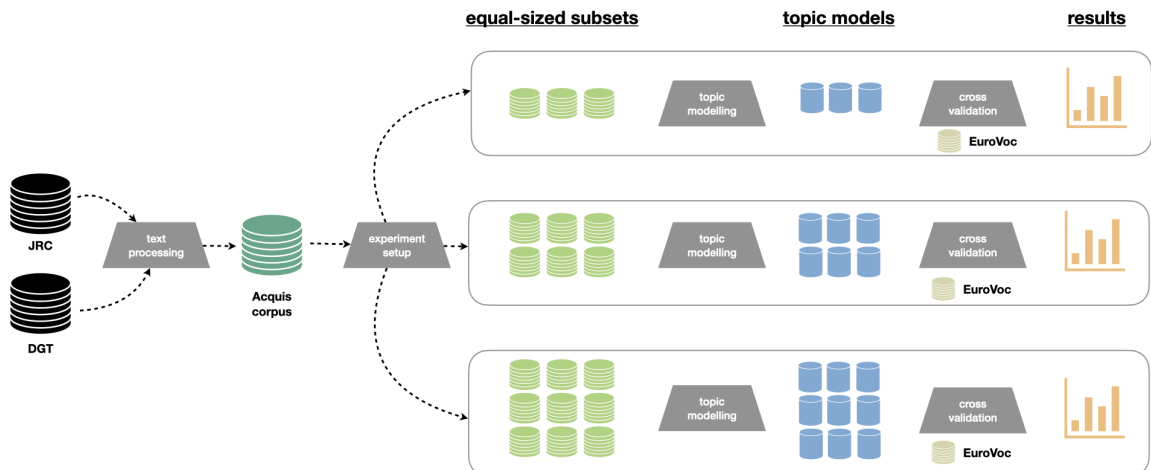 equal-sized subsets
topic models
results
topic
modelling
cross
validation
EuroVoc
JRC
DGT
text
processing
Acquis
corpus
experiment
setup
topic
modelling
cross
validation
EuroVoc
topic
modelling
cross
validation
EuroVoc